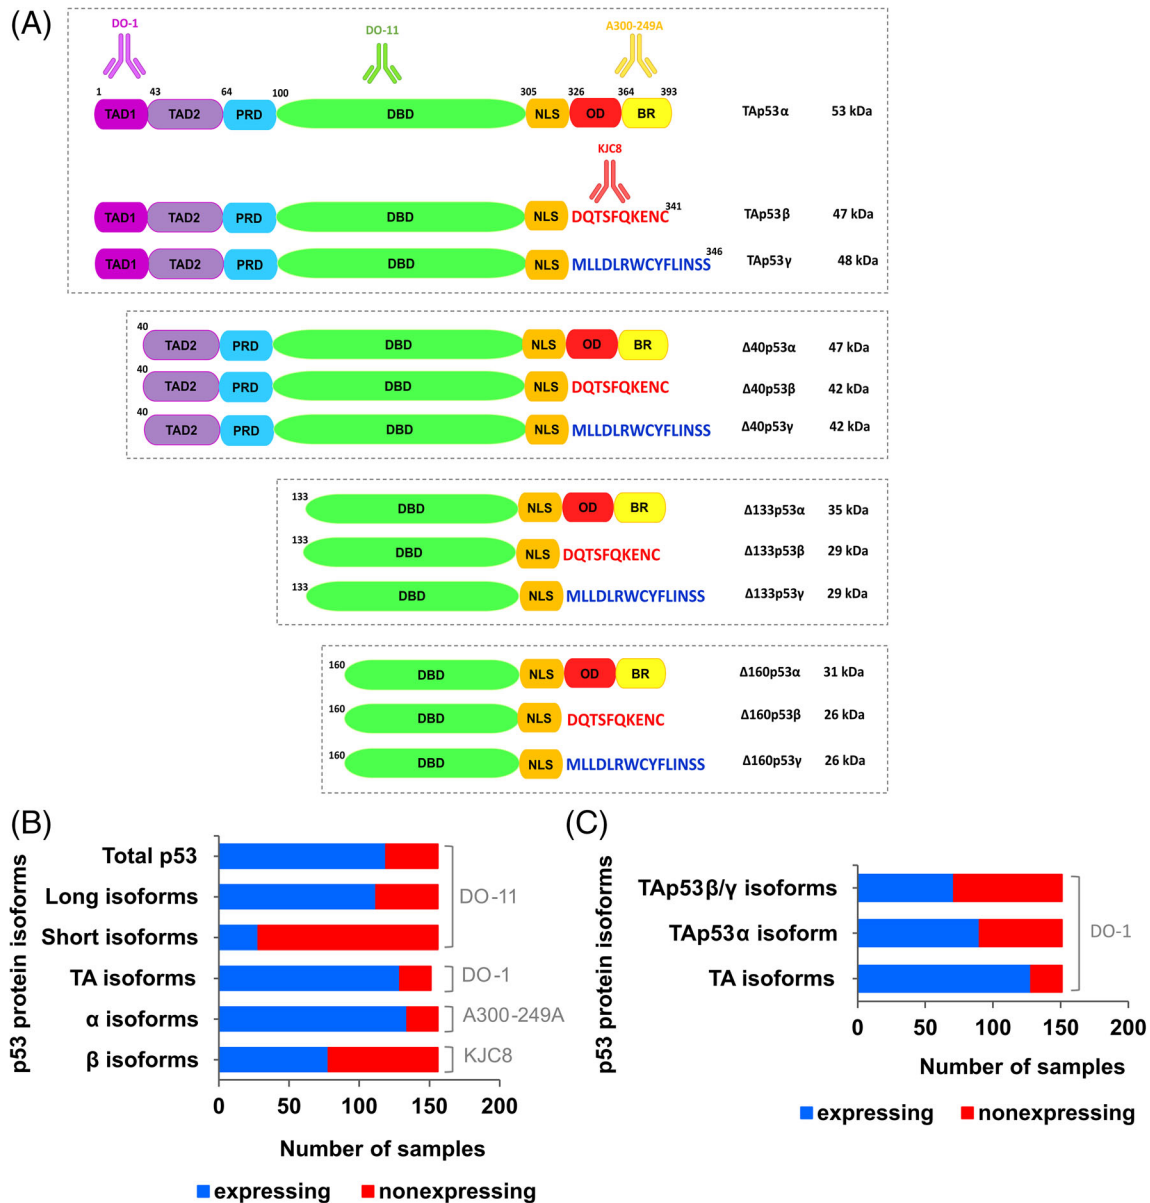 (A)
DO-1
DO-11
A300-249A
1 43 64 100 305 326 364 393
TAD1 TAD2 PRD DBD NLS OD BR TAp53α 53 kDa
KJC8
TAD1 TAD2 PRD DBD NLS DQTSFQKENC 341 TAp53β 47 kDa
TAD1 TAD2 PRD DBD NLS MLLDLRWCYFLINSS 346 TAp53γ 48 kDa
40
TAD2 PRD DBD NLS OD BR Δ40p53α 47 kDa
40
TAD2 PRD DBD NLS DQTSFQKENC Δ40p53β 42 kDa
40
TAD2 PRD DBD NLS MLLDLRWCYFLINSS Δ40p53γ 42 kDa
133
DBD NLS OD BR Δ133p53α 35 kDa
133
DBD NLS DQTSFQKENC Δ133p53β 29 kDa
133
DBD NLS MLLDLRWCYFLINSS Δ133p53γ 29 kDa
160
DBD NLS OD BR Δ160p53α 31 kDa
160
DBD NLS DQTSFQKENC Δ160p53β 26 kDa
160
DBD NLS MLLDLRWCYFLINSS Δ160p53γ 26 kDa
(B)
p53 protein isoforms
Total p53
Long isoforms
Short isoforms
DO-11
TA isoforms
DO-1
α isoforms
A300-249A
β isoforms
KJC8
0 50 100 150 200
Number of samples
expressing nonexpressing
(C)
p53 protein isoforms
TAp53β/γ isoforms
TAp53α isoform
TA isoforms
DO-1
0 50 100 150 200
Number of samples
expressing nonexpressing